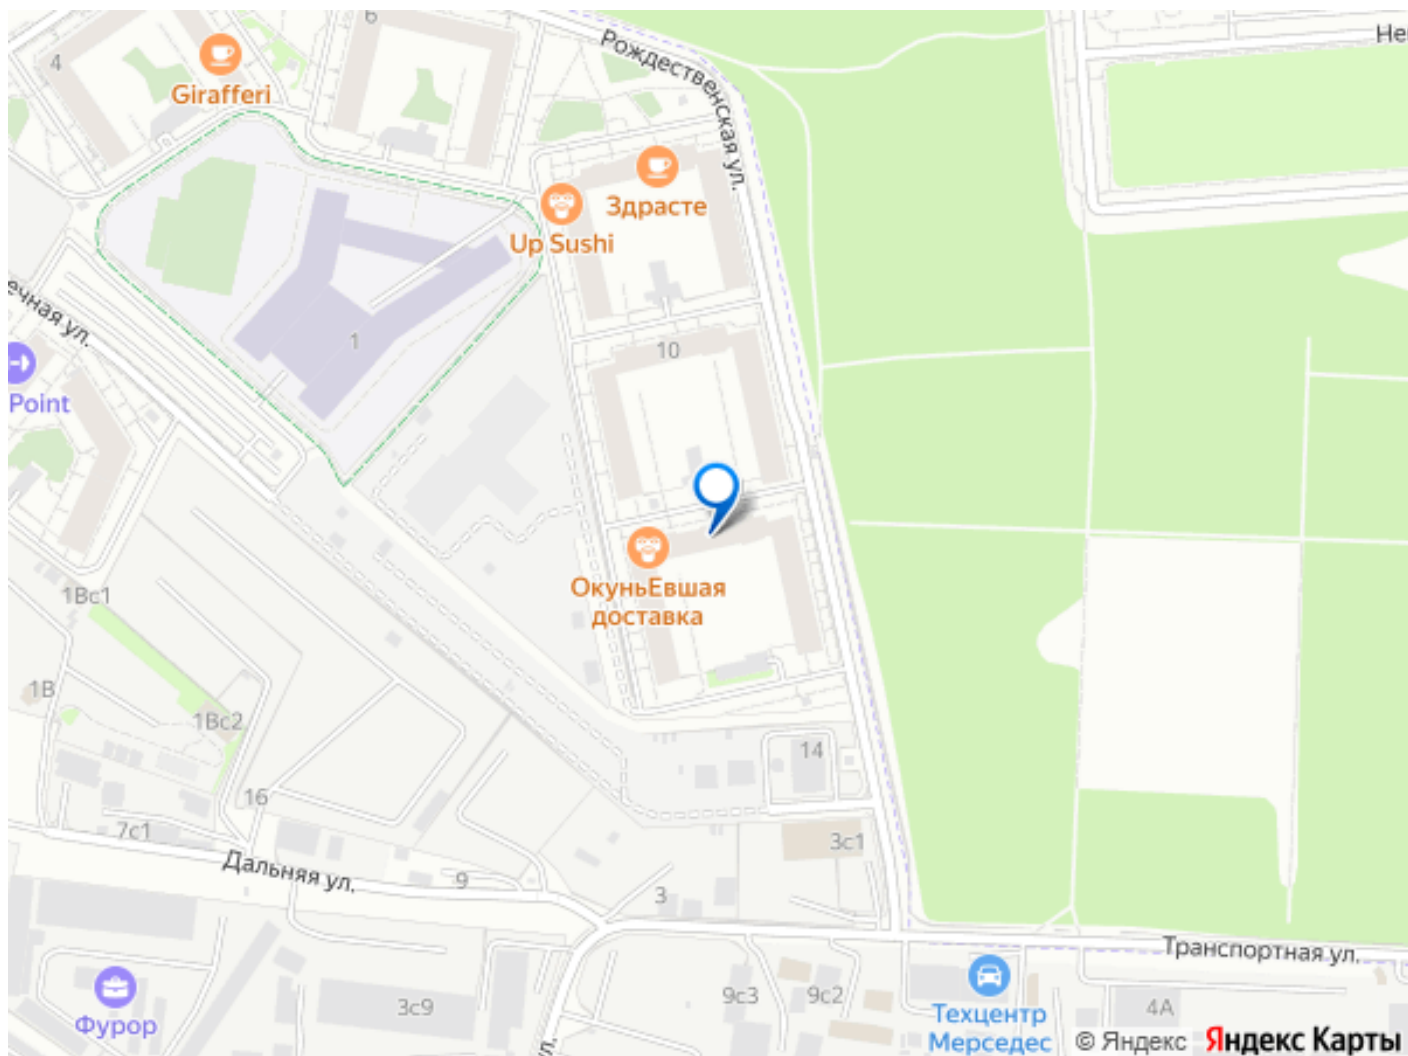 6
4
Girafferi
Рождественская ул.
Здрасте
Up Sushi
ечная ул.
1
10
Point
ОкуньЕвшая
доставка
1Вс1
1В
1Вс2
14
16
7с1
3с1
Дальняя ул.
9
3
Транспортная ул.
Фурор
3с9
9с3
9с2
Техцентр
Мерседес
4А
ул.
© Яндекс Яндекс Карты